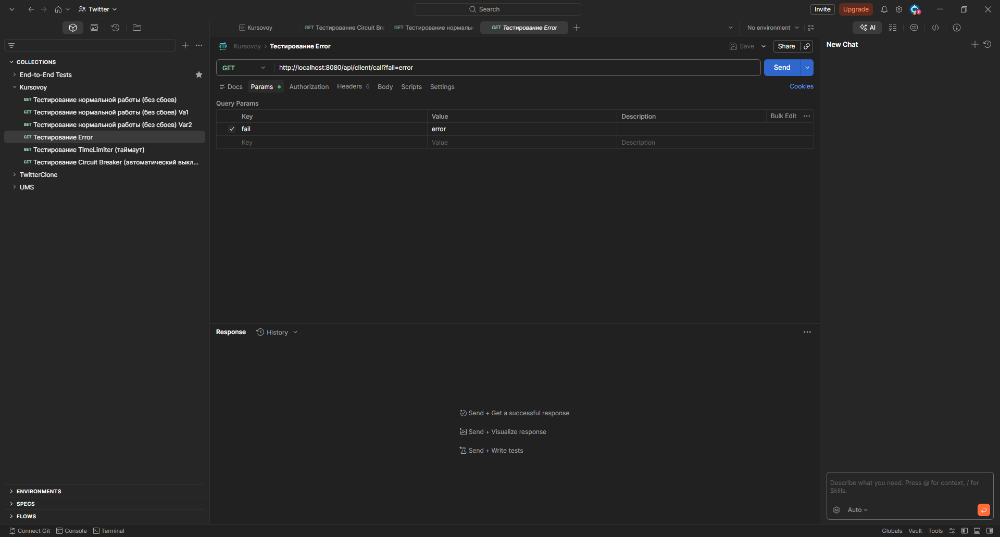 Twitter
Search
Invite
Upgrade
Kursovoy
GET Тестирование Circuit Bre
GET Тестирование нормальн
GET Тестирование Error
No environment
AI
COLLECTIONS
End-to-End Tests
Kursovoy
GET Тестирование нормальной работы (без сбоев)
GET Тестирование нормальной работы (без сбоев) Va1
GET Тестирование нормальной работы (без сбоев) Var2
GET Тестирование Error
GET Тестирование TimeLimiter (таймаут)
GET Тестирование Circuit Breaker (автоматический выкл...
TwitterClone
UMS
ENVIRONMENTS
SPECS
FLOWS
HTTP
Kursovoy > Тестирование Error
Save
Share
GET
http://localhost:8080/api/client/call?fail=error
Send
Docs
Params
Authorization
Headers 6
Body
Scripts
Settings
Cookies
Query Params
Key Value Description Bulk Edit
fail error
Key Value Description
Response
History
Send + Get a successful response
Send + Visualize response
Send + Write tests
New Chat
Describe what you need. Press @ for context, / for
Skills.
Auto
Connect Git
Console
Terminal
Globals
Vault
Tools